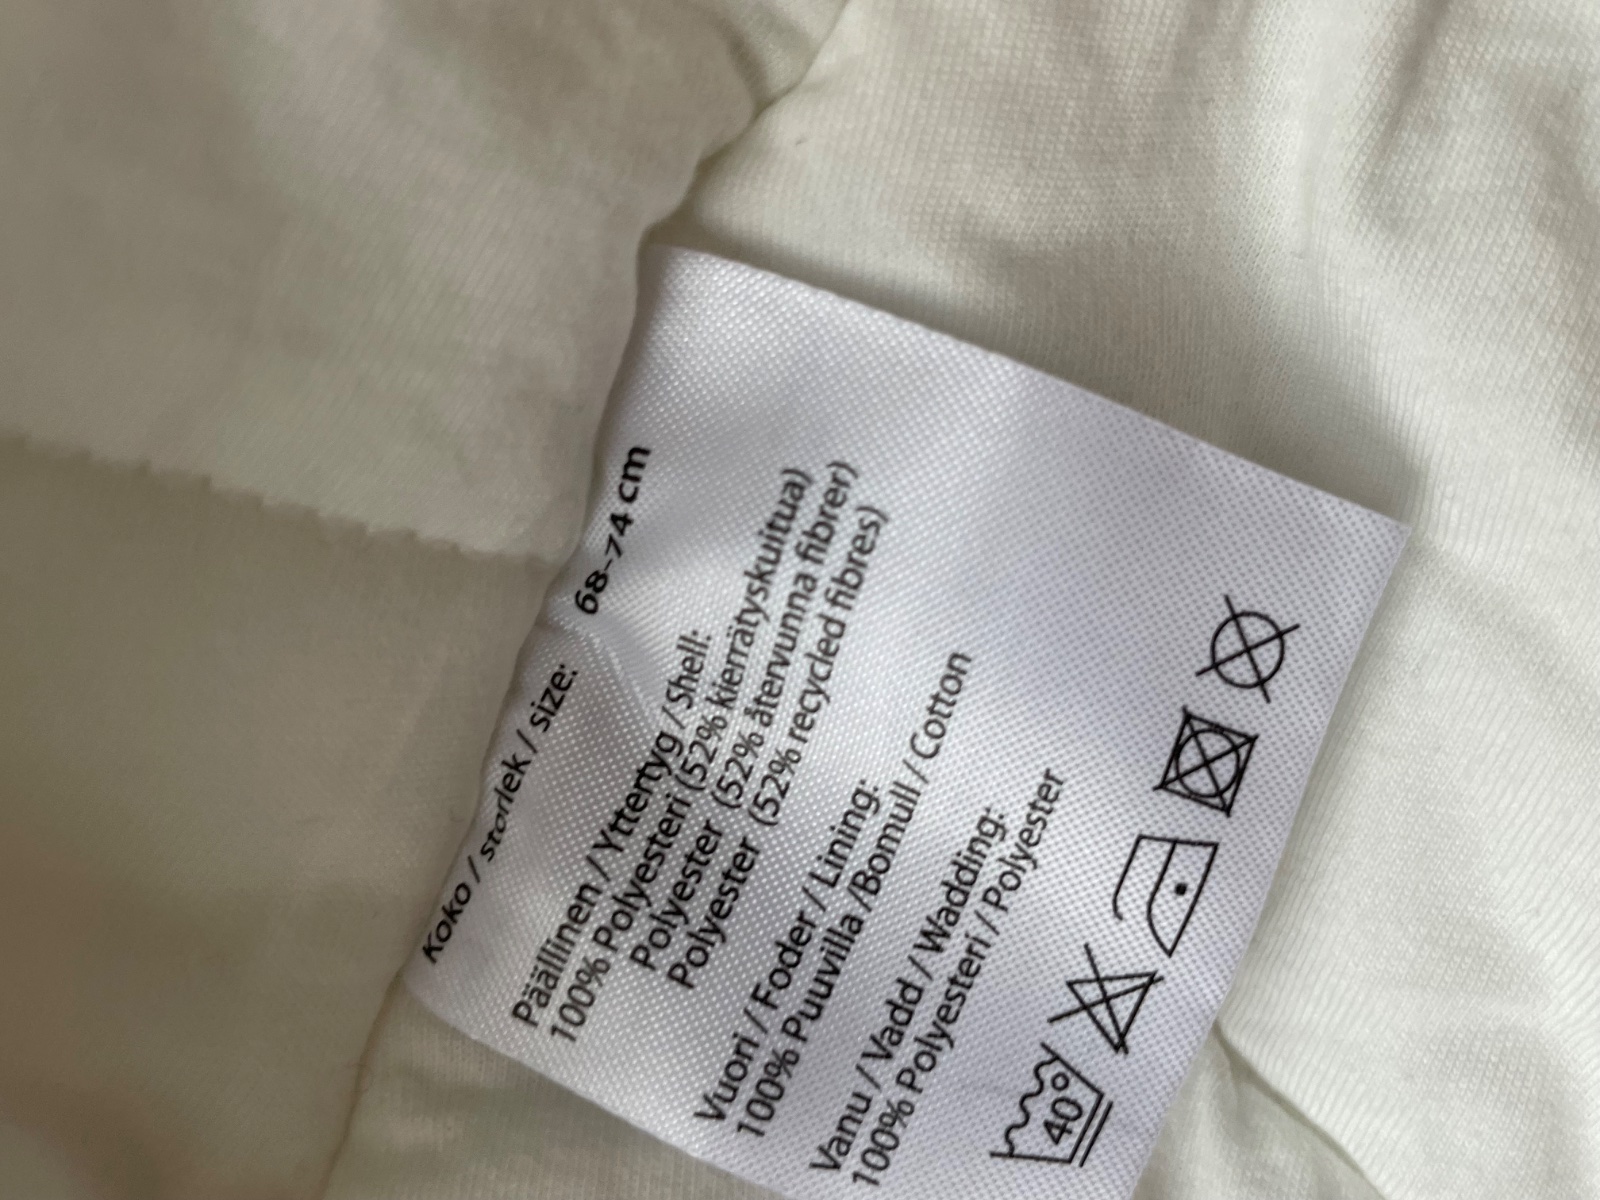 Koko / storlek / size: 68-74 cm
Päällinen / Yttertyg / Shell:
100% Polyesteri (52% kierrätyskuitua)
Polyester (52% återvunna fibrer)
Polyester (52% recycled fibres)
Vuori / Foder / Lining:
100% Puuvilla /Bomull / Cotton
Vanu / Vadd / Wadding:
100% Polyesteri / Polyester
40°